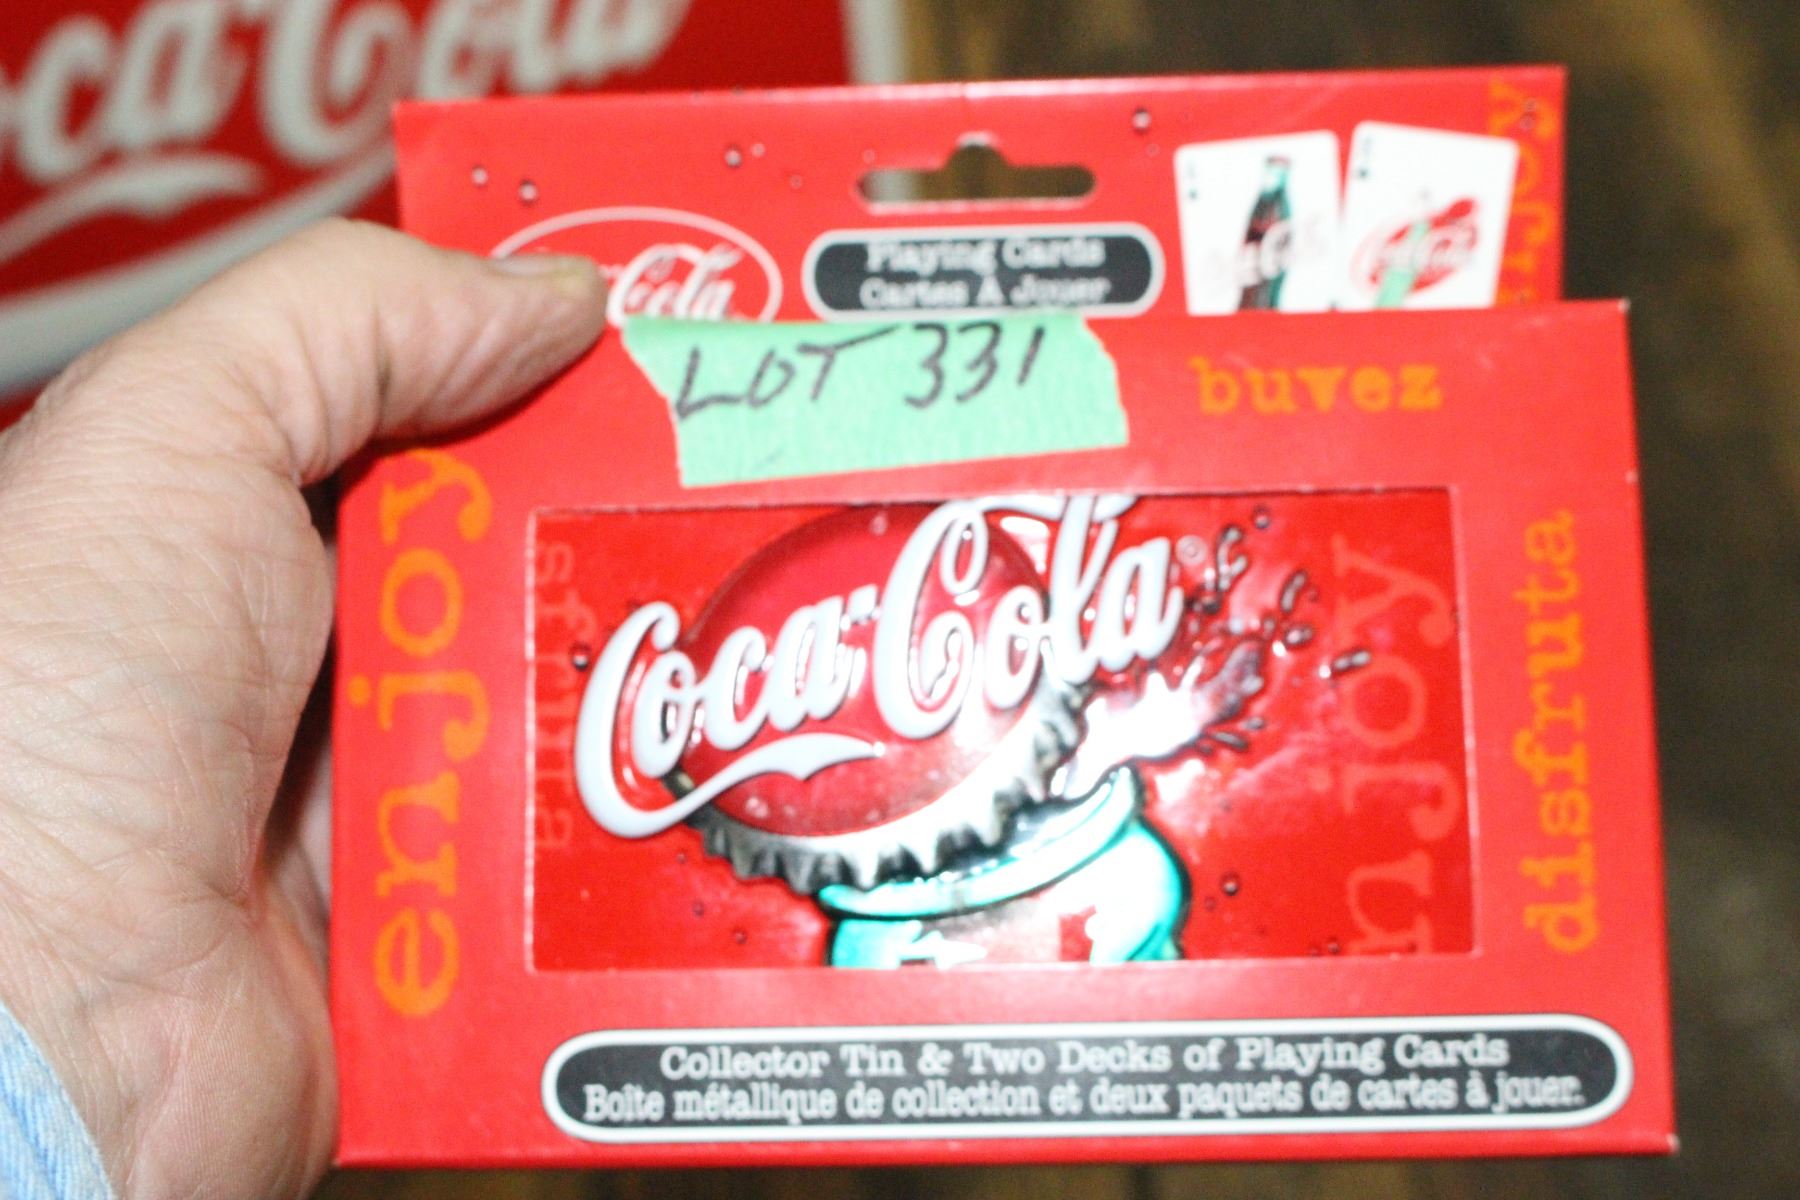 Coca-Cola
Coca-Cola
Playing Cards
Cartes À Jouer
enjoy
LOT 331
buvez
enjoy
disfruta
Coca-Cola
enjoy
disfruta
Collector Tin & Two Decks of Playing Cards
Boîte métallique de collection et deux paquets de cartes à jouer.